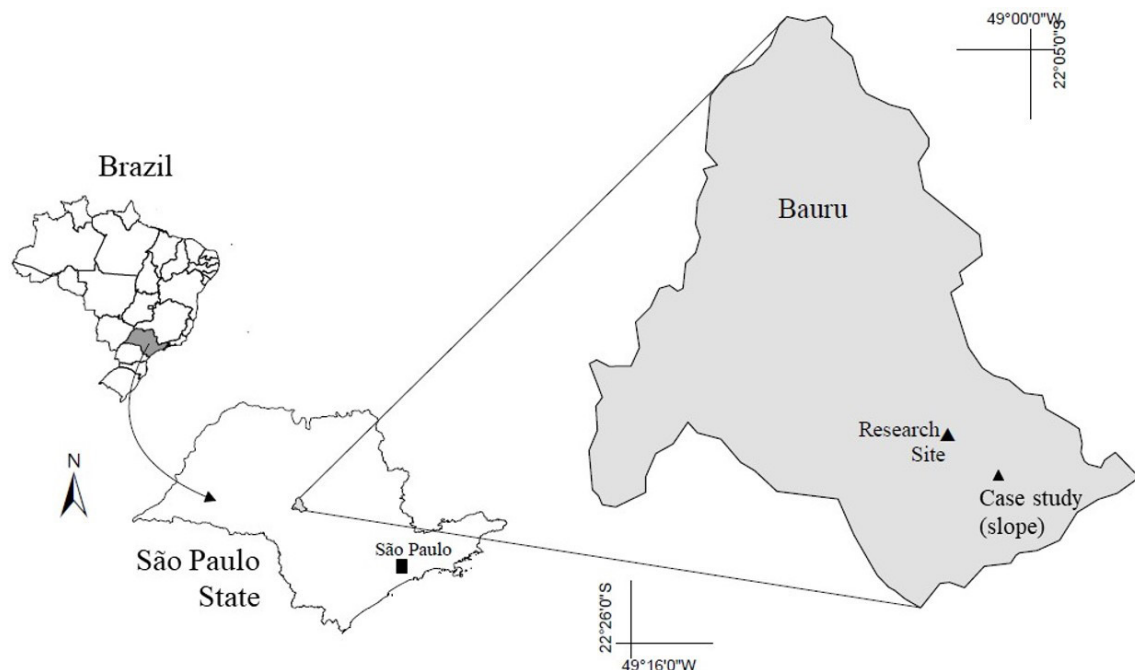 49°00'0"W
22°05'0"S
Brazil
Bauru
Research
Site
Case study
(slope)
N
São Paulo
São Paulo
State
22°26'0"S
49°16'0"W